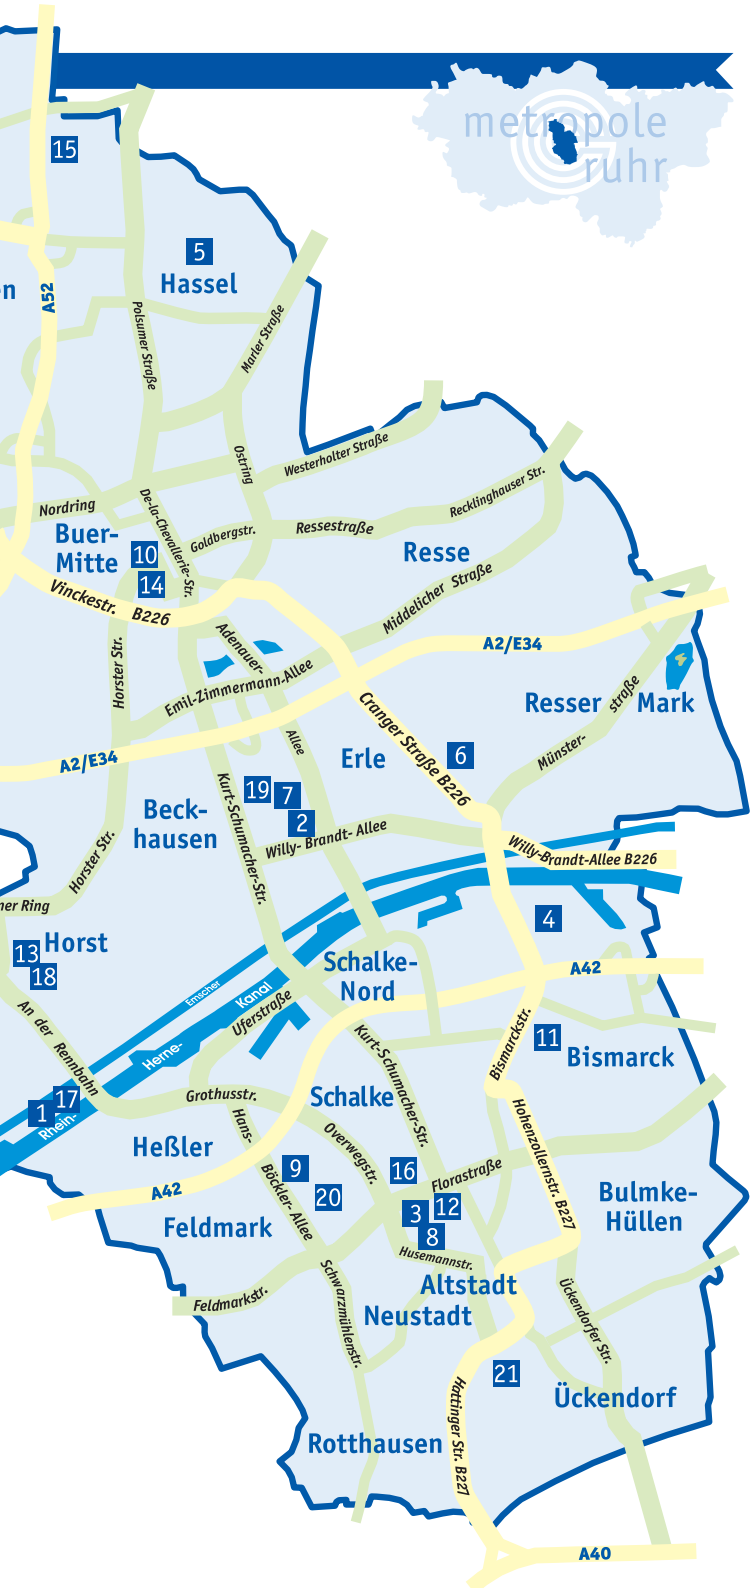 metropole
ruhr
15
5
Hassel
en
A52
Polsumer Straße
Marler Straße
Westerholter Straße
Ostring
Recklinghauser Str.
Nordring
De-la-Chevallerie-Str.
Goldbergstr.
Ressestraße
Buer-
Mitte
10
14
Resse
Vinckestr. B226
Middelicher Straße
Adenauer-
Allee
Horster Str.
Emil-Zimmermann-Allee
A2/E34
Resser Mark
Münster-
straße
Cranger Straße B226
A2/E34
Erle
6
19
7
2
Beck-
hausen
Kurt-Schumacher-Str.
Willy- Brandt- Allee
Willy-Brandt-Allee B226
Horster Str.
ner Ring
4
13
Horst
18
Schalke-
Nord
A42
Emscher
Kanal
Herne-
Rhein-
Uferstraße
An der Rennbahn
Kurt-Schumacher-Str.
Bismarckstr.
11
Bismarck
17
1
Grothusstr.
Schalke
Hans-
Böckler- Allee
Overwegstr.
Hohenzollernstr. B227
Heßler
9
16
Florastraße
A42
20
3
12
8
Bulmke-
Hüllen
Feldmark
Husemannstr.
Altstadt
Neustadt
Feldmarkstr.
Schwarzmühlenstr.
Ückendorfer Str.
21
Ückendorf
Hattinger Str. B227
Rotthausen
A40